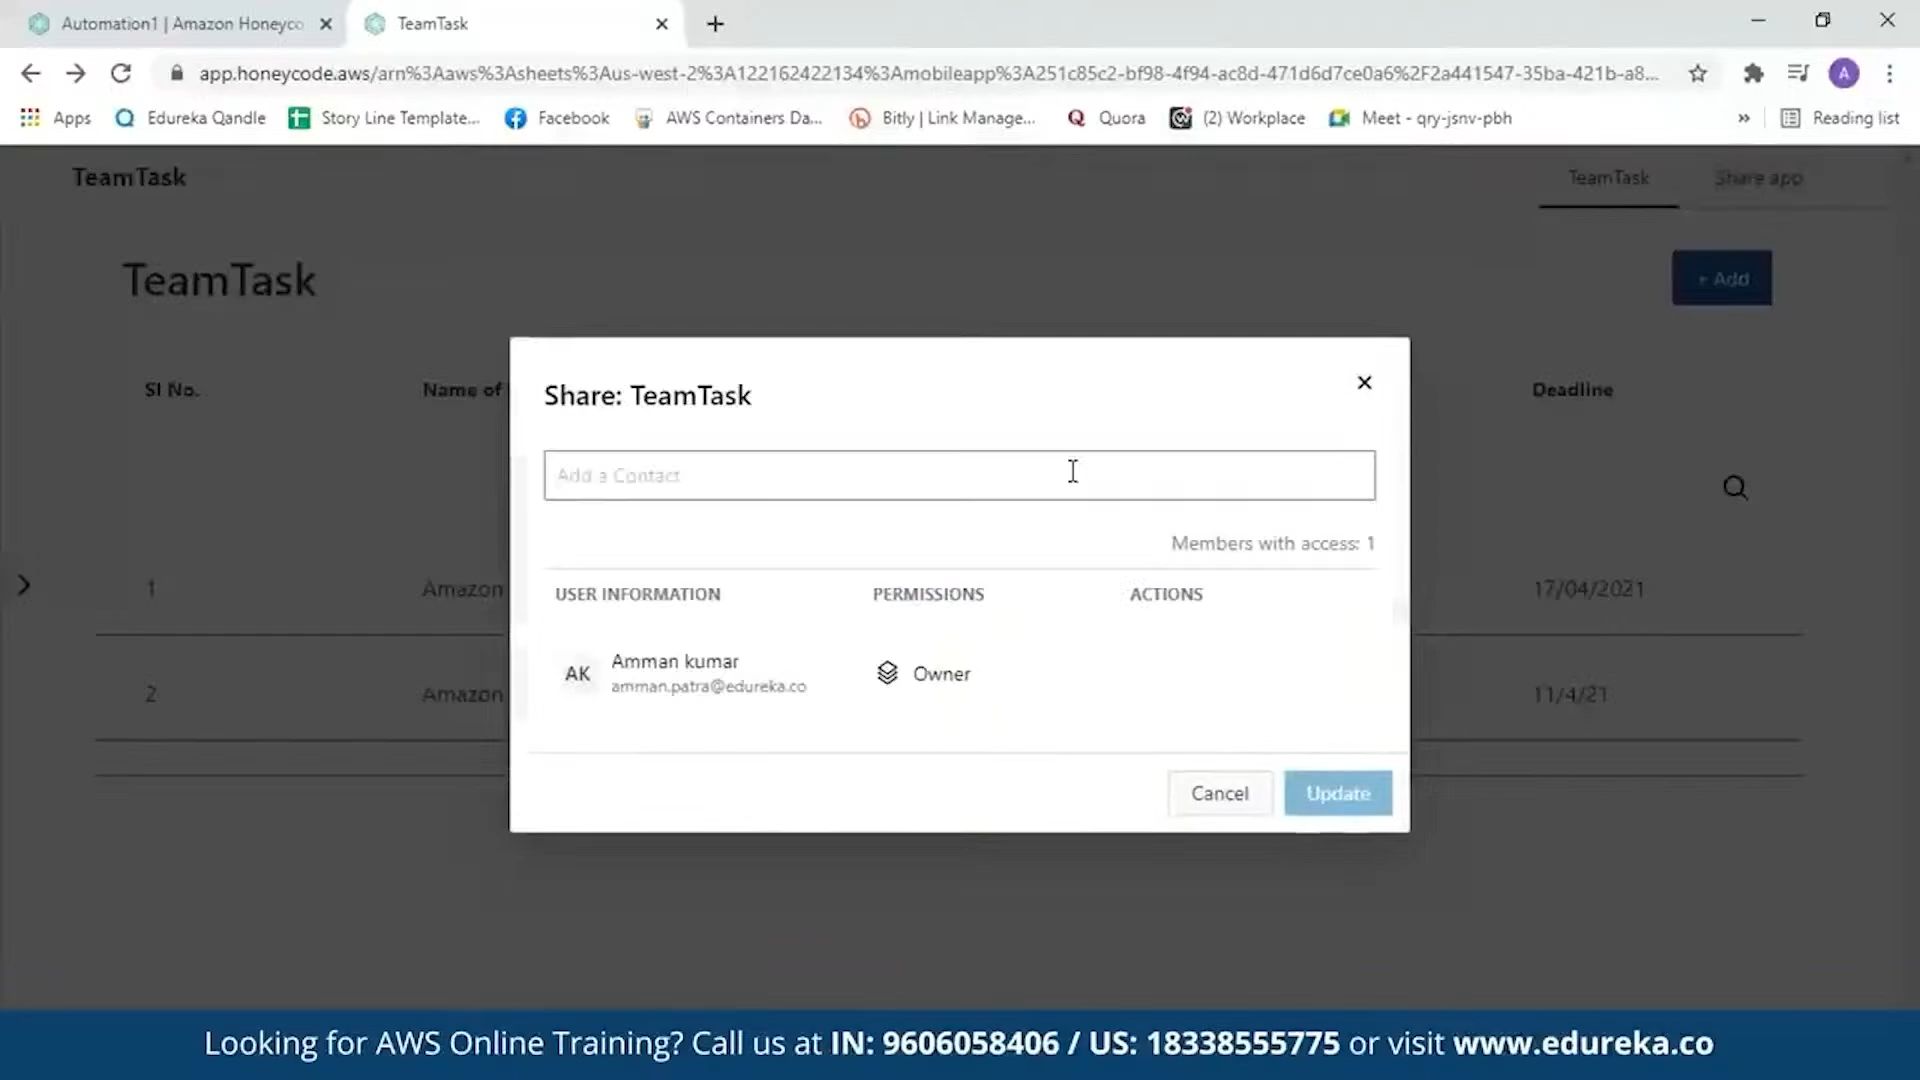 Automation1 | Amazon Honeyco
TeamTask
app.honeycode.aws/arn%3Aaws%3Asheets%3Aus-west-2%3A122162422134%3Amobileapp%3A251c85c2-bf98-4f94-ac8d-471d6d7ce0a6%2F2a441547-35ba-421b-a8...
A
Apps
Edureka Qandle
Story Line Template...
Facebook
AWS Containers Da...
Bitly | Link Manage...
Quora
(2) Workplace
Meet - qry-jsnv-pbh
»
Reading list
TeamTask
TeamTask
Share app
TeamTask
+ Add
Sl No.
Name of
Deadline
1
Amazon
17/04/2021
2
Amazon
11/4/21
Share: TeamTask
Add a Contact
Members with access: 1
USER INFORMATION
PERMISSIONS
ACTIONS
AK
Amman kumar
amman.patra@edureka.co
Owner
Cancel
Update
Looking for AWS Online Training? Call us at IN: 9606058406 / US: 18338555775 or visit www.edureka.co